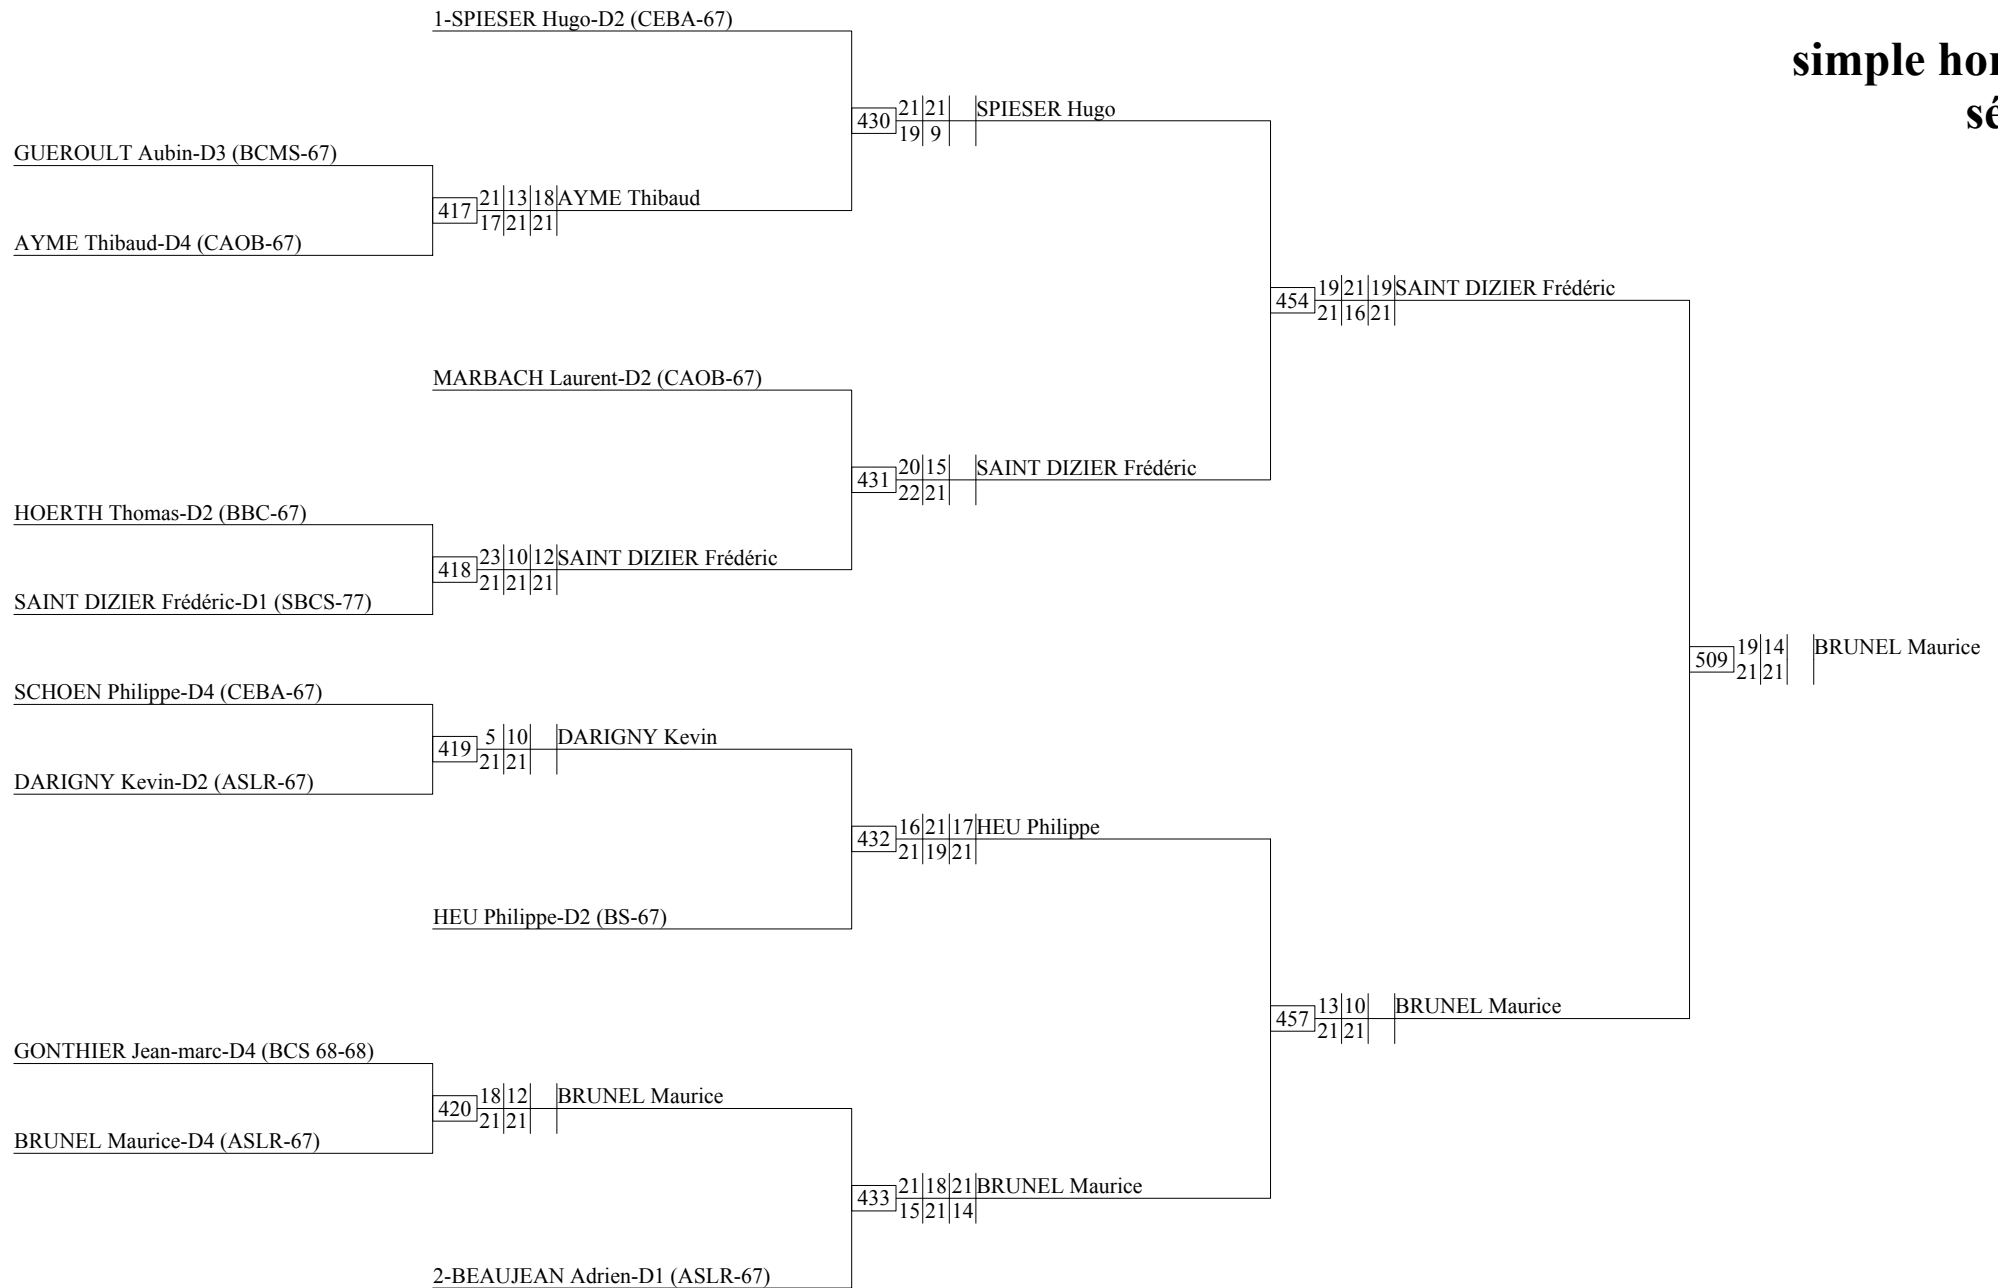 1-SPIESER Hugo-D2 (CEBA-67)
simple hor
sé
430 21 21 SPIESER Hugo
19 9
GUEROULT Aubin-D3 (BCMS-67)
417 21 13 18 AYME Thibaud
17 21 21
AYME Thibaud-D4 (CAOB-67)
454 19 21 19 SAINT DIZIER Frédéric
21 16 21
MARBACH Laurent-D2 (CAOB-67)
431 20 15 SAINT DIZIER Frédéric
22 21
HOERTH Thomas-D2 (BBC-67)
418 23 10 12 SAINT DIZIER Frédéric
21 21 21
SAINT DIZIER Frédéric-D1 (SBCS-77)
509 19 14 BRUNEL Maurice
21 21
SCHOEN Philippe-D4 (CEBA-67)
419 5 10 DARIGNY Kevin
21 21
DARIGNY Kevin-D2 (ASLR-67)
432 16 21 17 HEU Philippe
21 19 21
HEU Philippe-D2 (BS-67)
457 13 10 BRUNEL Maurice
21 21
GONTHIER Jean-marc-D4 (BCS 68-68)
420 18 12 BRUNEL Maurice
21 21
BRUNEL Maurice-D4 (ASLR-67)
433 21 18 21 BRUNEL Maurice
15 21 14
2-BEAUJEAN Adrien-D1 (ASLR-67)